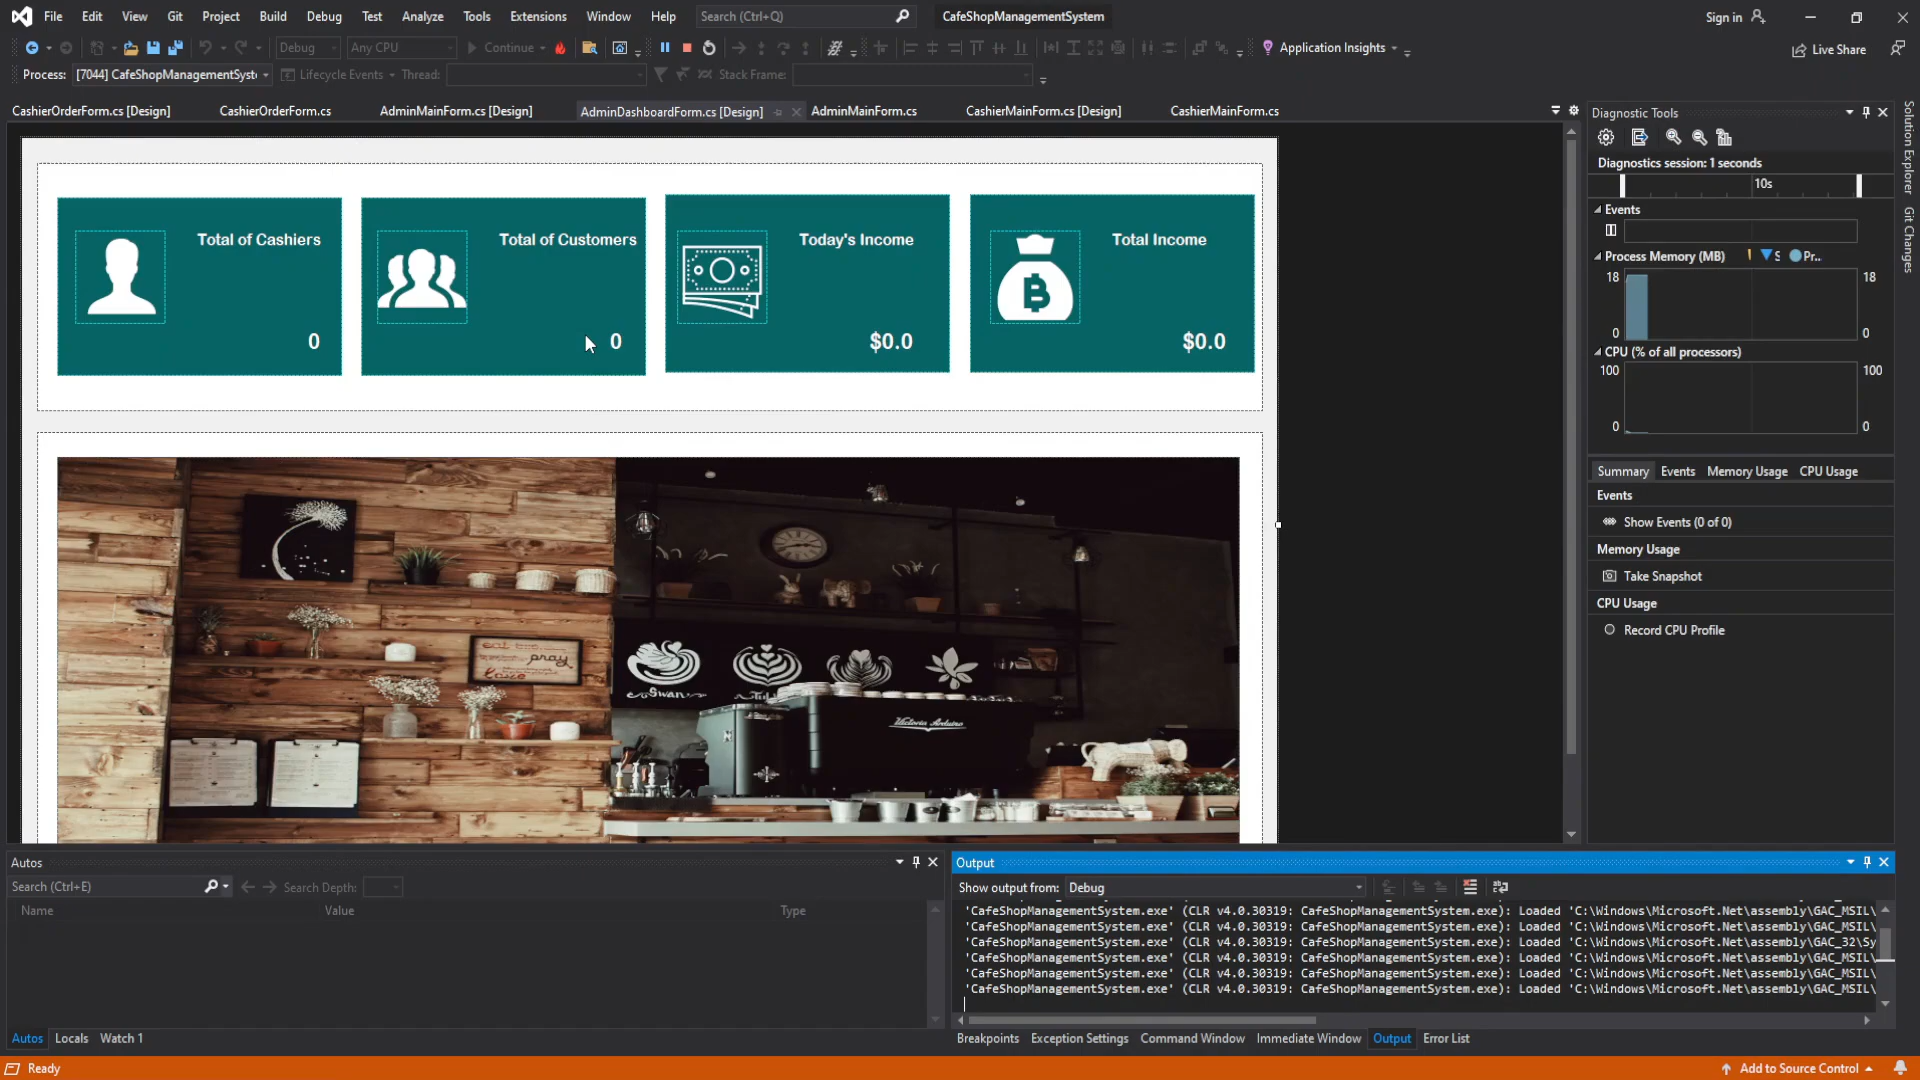 File Edit View Git Project Build Debug Test Analyze Tools Extensions Window Help Search (Ctrl+Q) CafeShopManagementSystem Sign in
Debug Any CPU Continue Application Insights Live Share
Process: [7044] CafeShopManagementSyste Lifecycle Events Thread: Stack Frame:
CashierOrderForm.cs [Design] CashierOrderForm.cs AdminMainForm.cs [Design] AdminDashboardForm.cs [Design] AdminMainForm.cs CashierMainForm.cs [Design] CashierMainForm.cs
Total of Cashiers
0
Total of Customers
0
Today's Income
$0.0
Total Income
$0.0
eat
pray
love
Swan
Victoria Arduino
Diagnostic Tools
Diagnostics session: 1 seconds
10s
Events
Process Memory (MB) S Pr...
18 18
0 0
CPU (% of all processors)
100 100
0 0
Summary Events Memory Usage CPU Usage
Events
Show Events (0 of 0)
Memory Usage
Take Snapshot
CPU Usage
Record CPU Profile
Solution Explorer
Git Changes
Autos
Search (Ctrl+E) Search Depth:
Name Value Type
Autos Locals Watch 1
Output
Show output from: Debug
'CafeShopManagementSystem.exe' (CLR v4.0.30319: CafeShopManagementSystem.exe): Loaded 'C:\Windows\Microsoft.Net\assembly\GAC_MSIL\
'CafeShopManagementSystem.exe' (CLR v4.0.30319: CafeShopManagementSystem.exe): Loaded 'C:\Windows\Microsoft.Net\assembly\GAC_MSIL\
'CafeShopManagementSystem.exe' (CLR v4.0.30319: CafeShopManagementSystem.exe): Loaded 'C:\Windows\Microsoft.Net\assembly\GAC_32\Sy
'CafeShopManagementSystem.exe' (CLR v4.0.30319: CafeShopManagementSystem.exe): Loaded 'C:\Windows\Microsoft.Net\assembly\GAC_MSIL\
'CafeShopManagementSystem.exe' (CLR v4.0.30319: CafeShopManagementSystem.exe): Loaded 'C:\Windows\Microsoft.Net\assembly\GAC_MSIL\
'CafeShopManagementSystem.exe' (CLR v4.0.30319: CafeShopManagementSystem.exe): Loaded 'C:\Windows\Microsoft.Net\assembly\GAC_MSIL\
Breakpoints Exception Settings Command Window Immediate Window Output Error List
Ready Add to Source Control